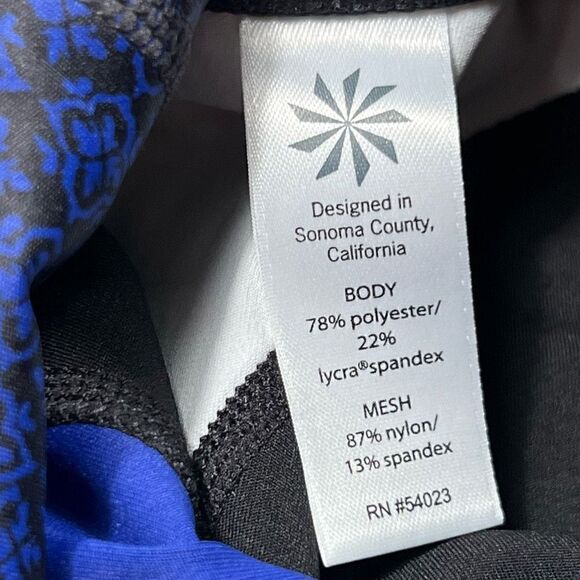 Designed in
Sonoma County,
California
BODY
78% polyester/
22%
lycra®spandex
MESH
87% nylon/
13% spandex
RN #54023